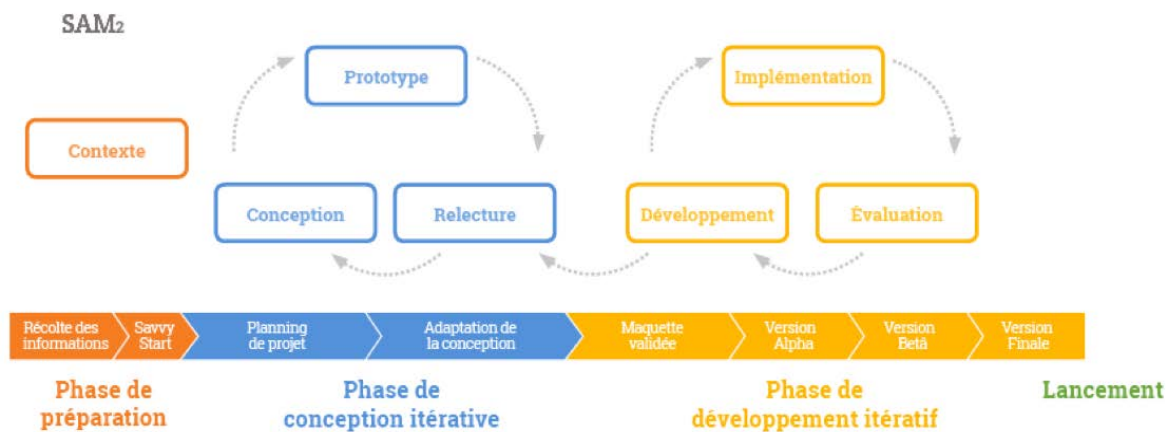 SAM₂
Prototype
Implémentation
Contexte
Conception
Relecture
Développement
Évaluation
Récolte des
informations
Savvy
Start
Planning
de projet
Adaptation de
la conception
Maquette
validée
Version
Alpha
Version
Betâ
Version
Finale
Phase de
préparation
Phase de
conception itérative
Phase de
développement itératif
Lancement